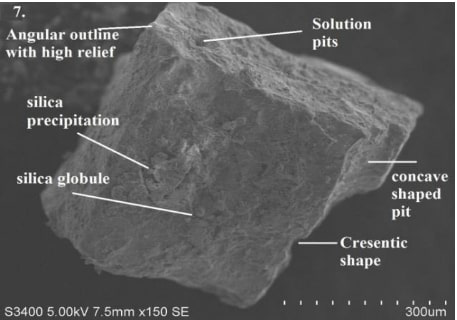 7.
Angular outline
with high relief
Solution
pits
silica
precipitation
silica globule
concave
shaped
pit
Cresentic
shape
S3400 5.00kV 7.5mm x150 SE
300um